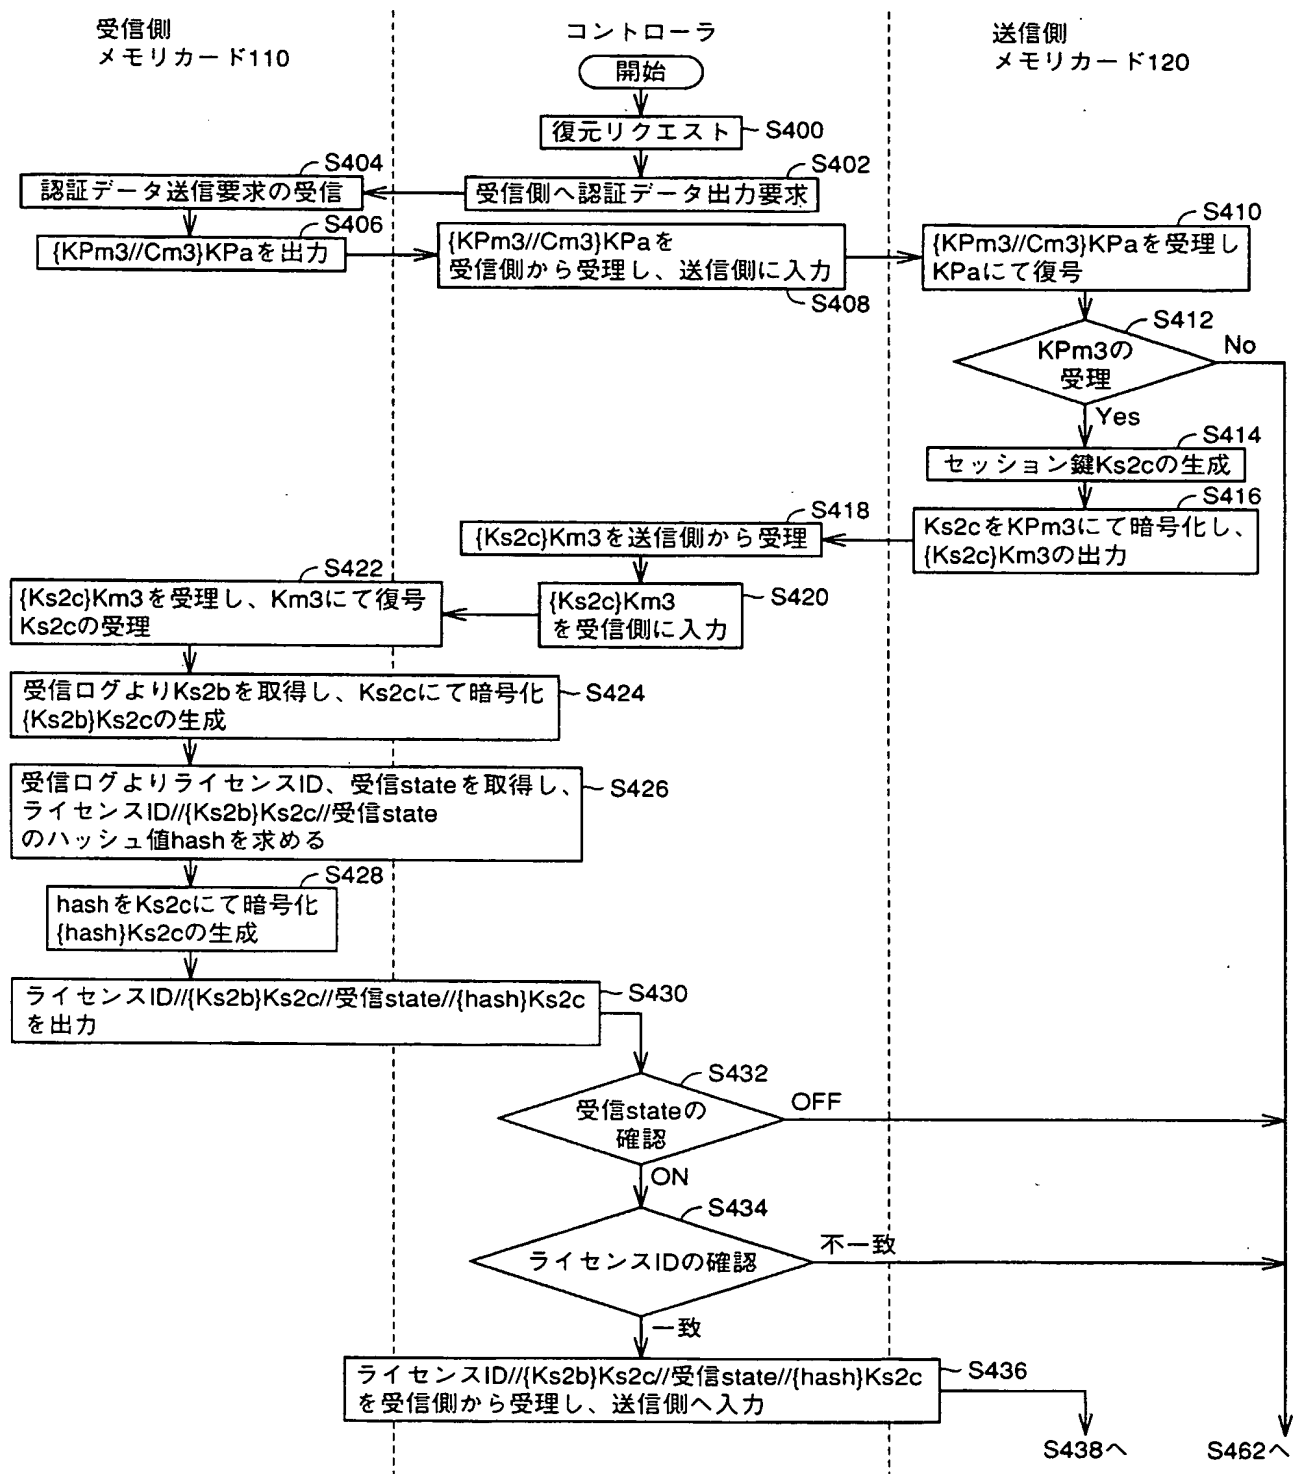 受信側
メモリカード110
コントローラ
送信側
メモリカード120
開始
復元リクエスト
S400
受信側へ認証データ出力要求
S402
認証データ送信要求の受信
S404
{KPm3//Cm3}KPaを出力
S406
{KPm3//Cm3}KPaを
受信側から受理し、送信側に入力
S408
{KPm3//Cm3}KPaを受理し
KPaにて復号
S410
KPm3の
受理
S412
No
Yes
セッション鍵Ks2cの生成
S414
Ks2cをKPm3にて暗号化し、
{Ks2c}Km3の出力
S416
{Ks2c}Km3を送信側から受理
S418
{Ks2c}Km3
を受信側に入力
S420
{Ks2c}Km3を受理し、Km3にて復号
Ks2cの受理
S422
受信ログよりKs2bを取得し、Ks2cにて暗号化
{Ks2b}Ks2cの生成
S424
受信ログよりライセンスID、受信stateを取得し、
ライセンスID//{Ks2b}Ks2c//受信state
のハッシュ値hashを求める
S426
hashをKs2cにて暗号化
{hash}Ks2cの生成
S428
ライセンスID//{Ks2b}Ks2c//受信state//{hash}Ks2c
を出力
S430
受信stateの
確認
S432
OFF
ON
ライセンスIDの確認
S434
不一致
一致
ライセンスID//{Ks2b}Ks2c//受信state//{hash}Ks2c
を受信側から受理し、送信側へ入力
S436
S438へ
S462へ